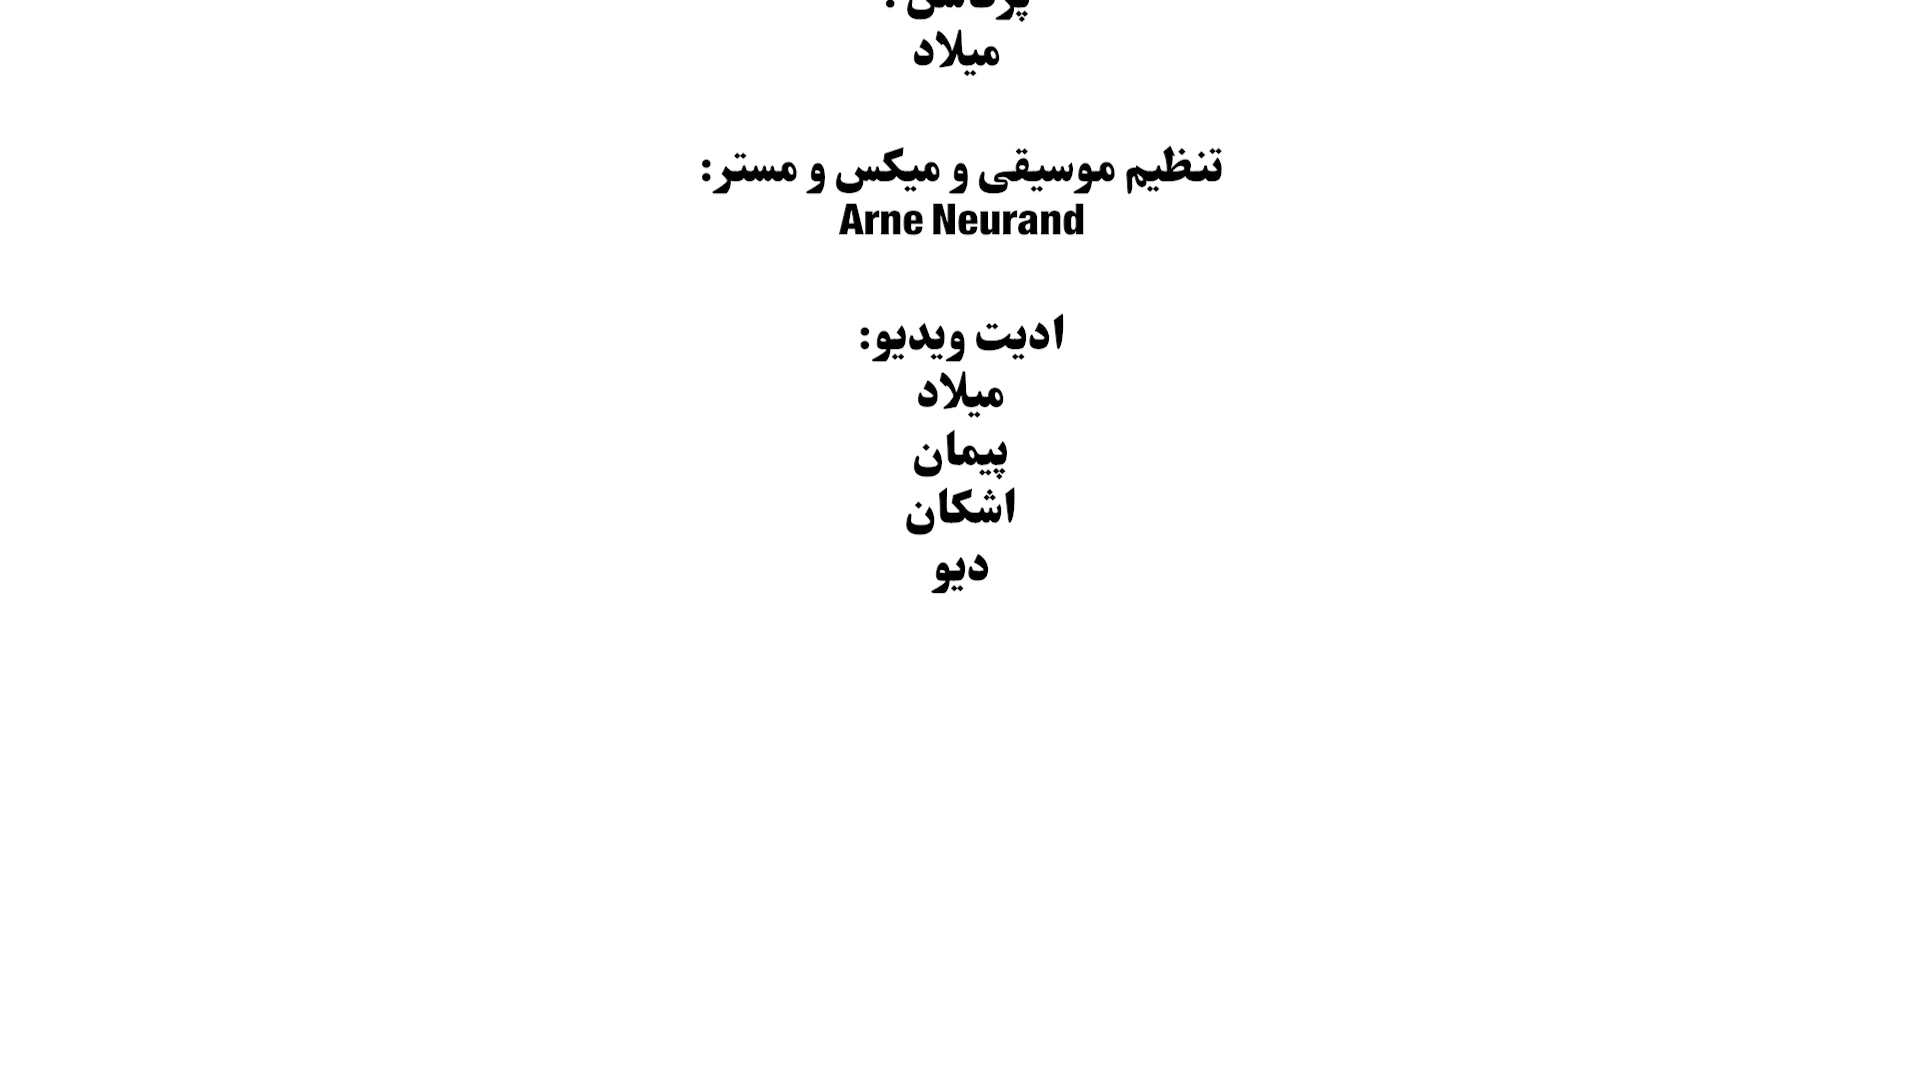 میلاد
تنظیم موسیقی و میکس و مستر:
Arne Neurand
ادیت ویدیو:
میلاد
پیمان
اشکان
دیو